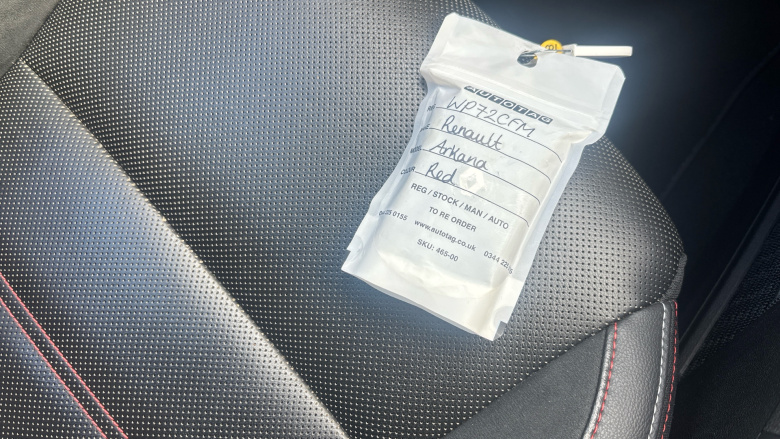 AUTOTAG
WP72CFM
Renault
Arkana
Red
REG / STOCK / MAN / AUTO
TO RE ORDER
www.autotag.co.uk
SKU: 465-00